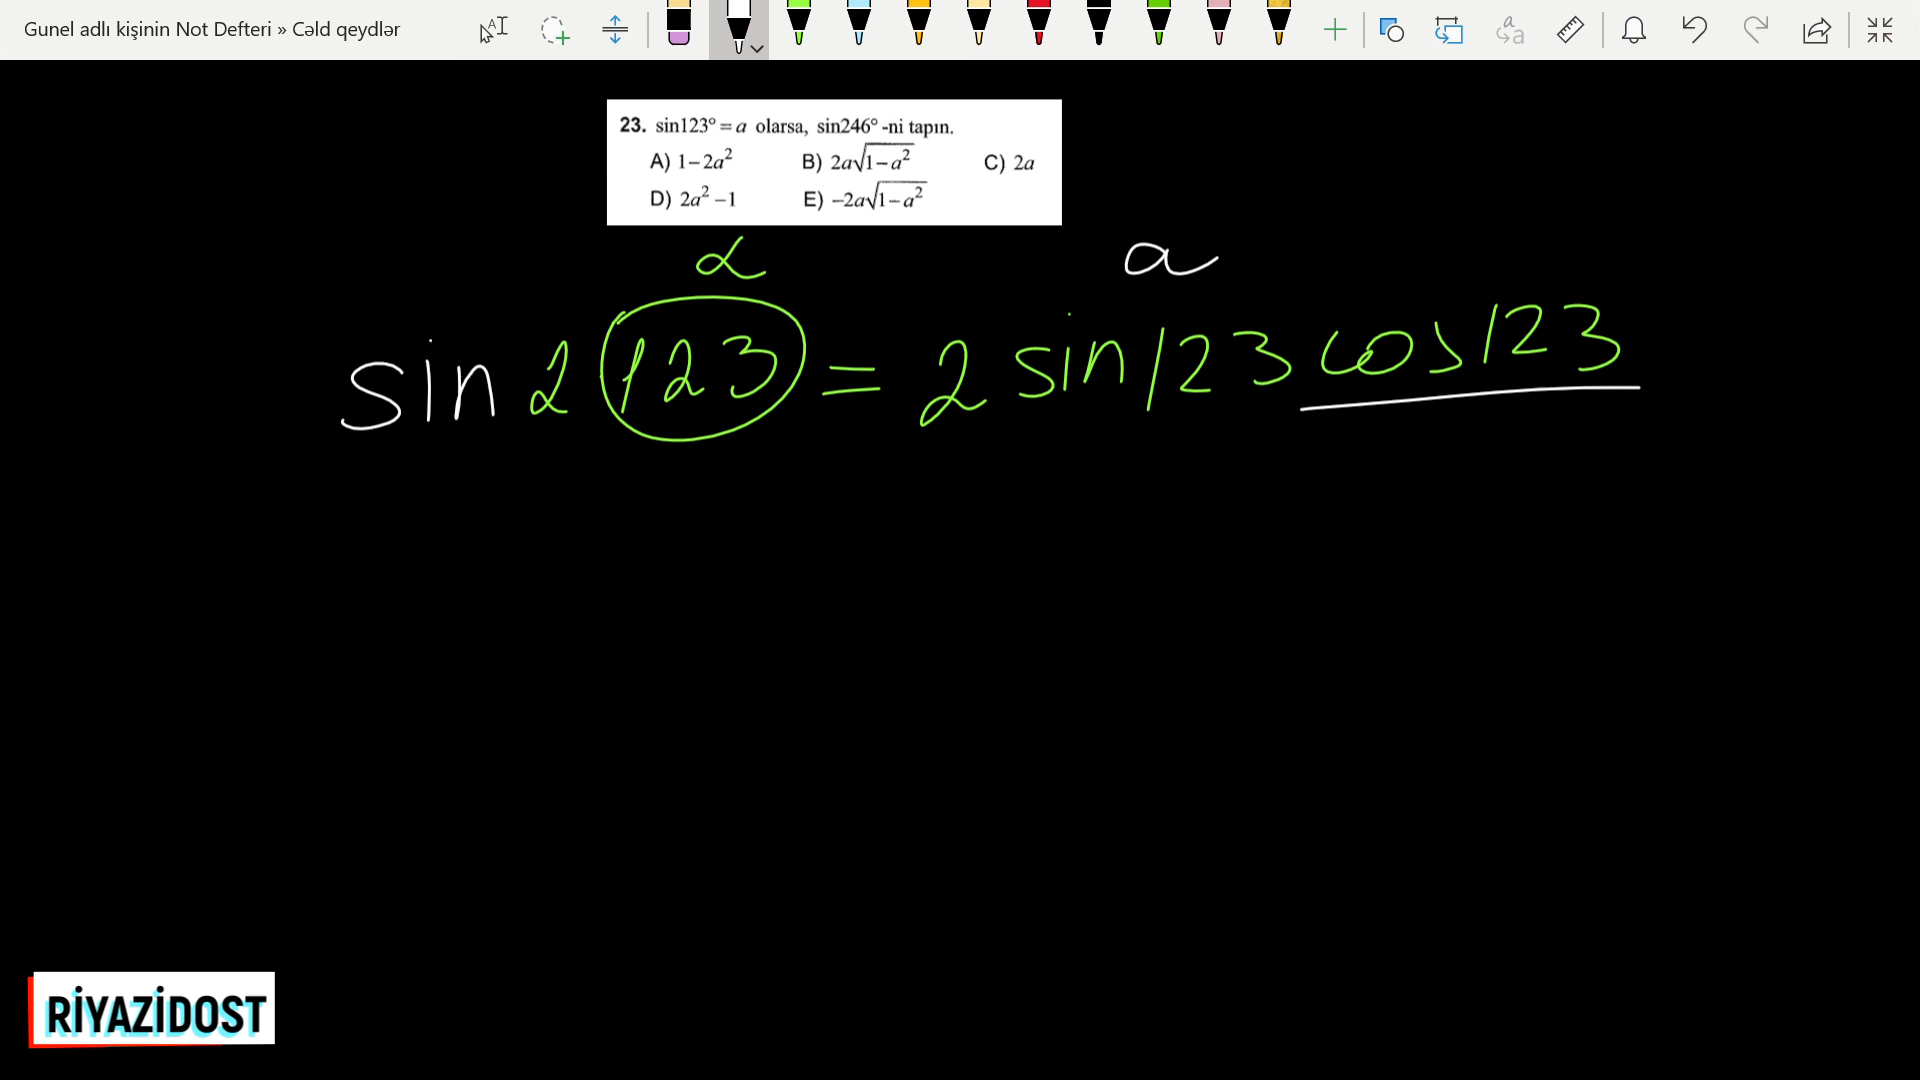 Gunel adlı kişinin Not Defteri » Cəld qeydlər
23. sin123° = a olarsa, sin246° -ni tapın.
A) 1−2a² B) 2a√(1−a²) C) 2a
D) 2a²−1 E) −2a√(1−a²)
α a
sin 2 123 = 2 sin123 cos123
RİYAZİDOST